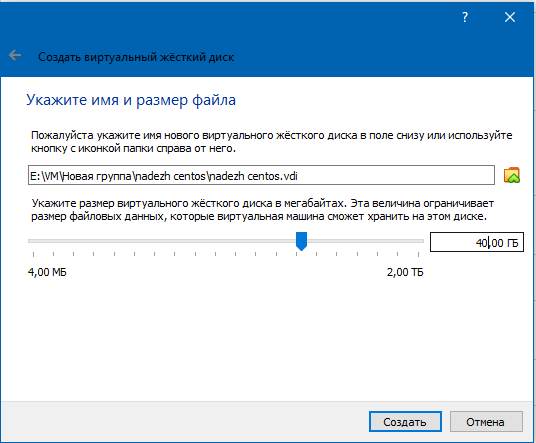 ?
Создать виртуальный жёсткий диск
Укажите имя и размер файла
Пожалуйста укажите имя нового виртуального жёсткого диска в поле снизу или используйте
кнопку с иконкой папки справа от него.
E:\VM\Новая группа\nadezh centos\nadezh centos.vdi
Укажите размер виртуального жёсткого диска в мегабайтах. Эта величина ограничивает
размер файловых данных, которые виртуальная машина сможет хранить на этом диске.
40,00 ГБ
4,00 МБ 2,00 ТБ
Создать Отмена